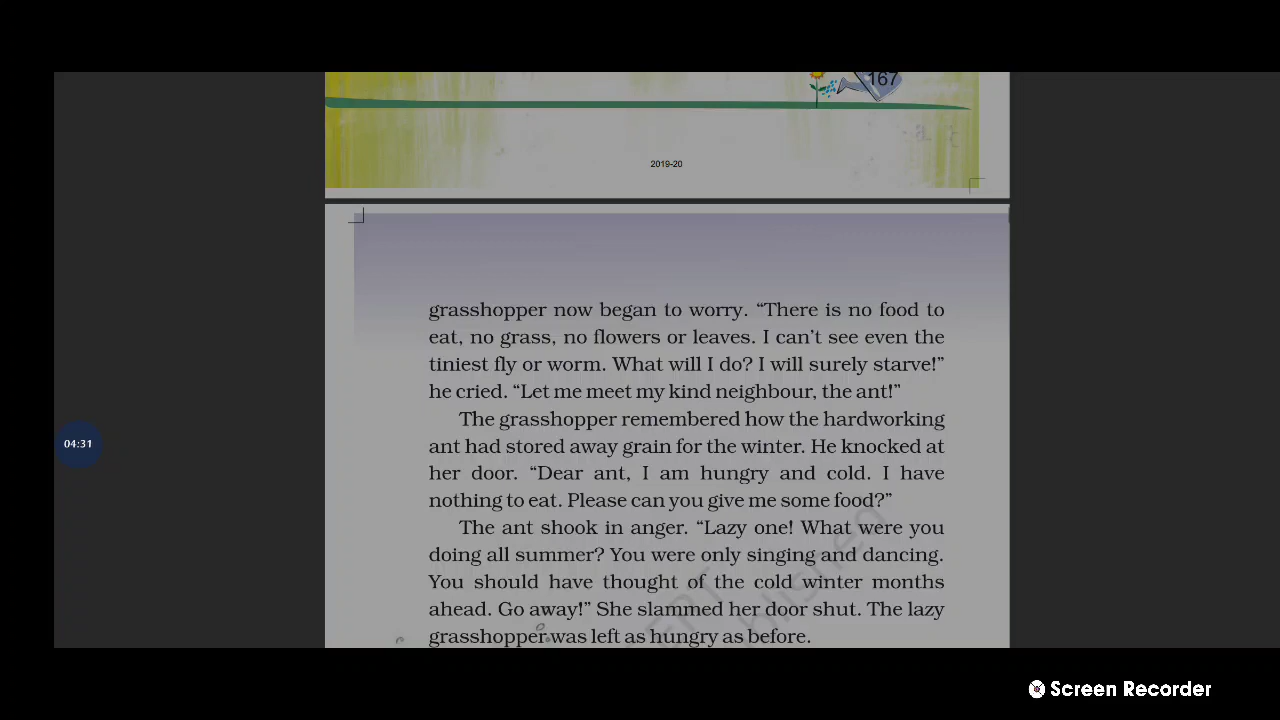 167
2019-20
grasshopper now began to worry. “There is no food to
eat, no grass, no flowers or leaves. I can’t see even the
tiniest fly or worm. What will I do? I will surely starve!”
he cried. “Let me meet my kind neighbour, the ant!”
The grasshopper remembered how the hardworking
ant had stored away grain for the winter. He knocked at
her door. “Dear ant, I am hungry and cold. I have
nothing to eat. Please can you give me some food?”
The ant shook in anger. “Lazy one! What were you
doing all summer? You were only singing and dancing.
You should have thought of the cold winter months
ahead. Go away!” She slammed her door shut. The lazy
grasshopper was left as hungry as before.
04:31
Screen Recorder